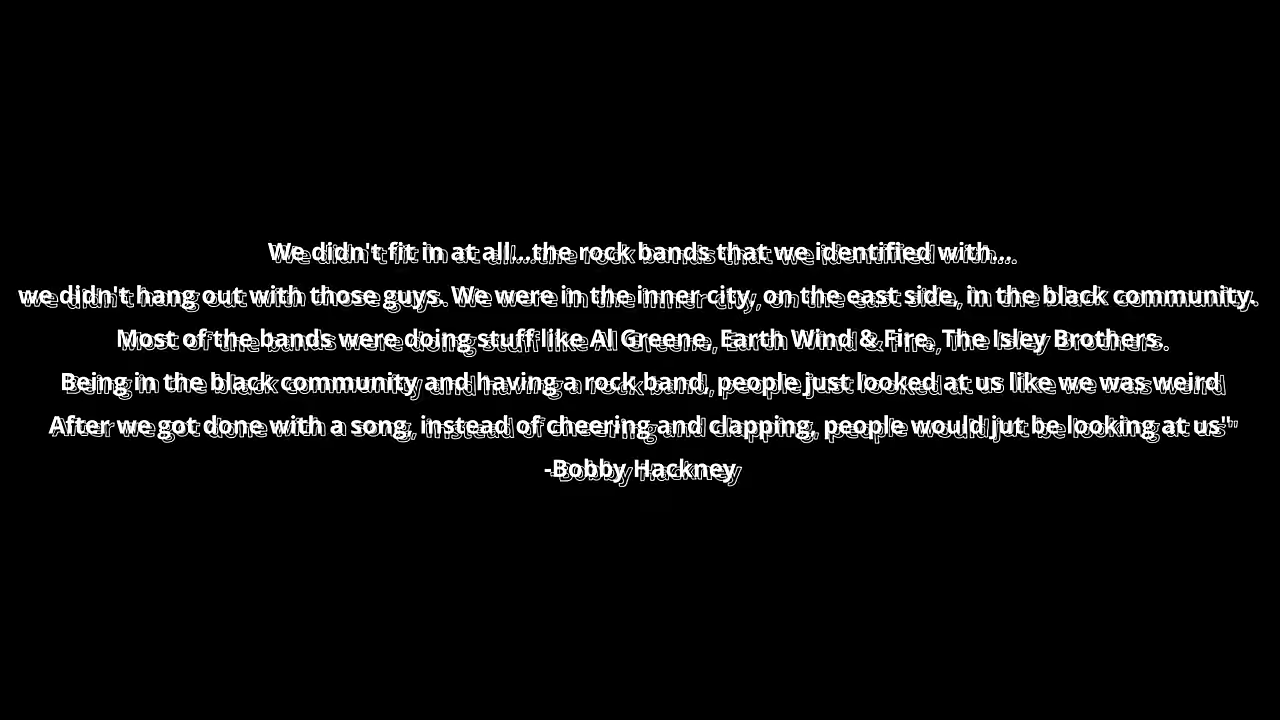 We didn't fit in at all...the rock bands that we identified with...
we didn't hang out with those guys. We were in the inner city, on the east side, in the black community.
Most of the bands were doing stuff like Al Greene, Earth Wind & Fire, The Isley Brothers.
Being in the black community and having a rock band, people just looked at us like we was weird
After we got done with a song, instead of cheering and clapping, people would jut be looking at us"
-Bobby Hackney